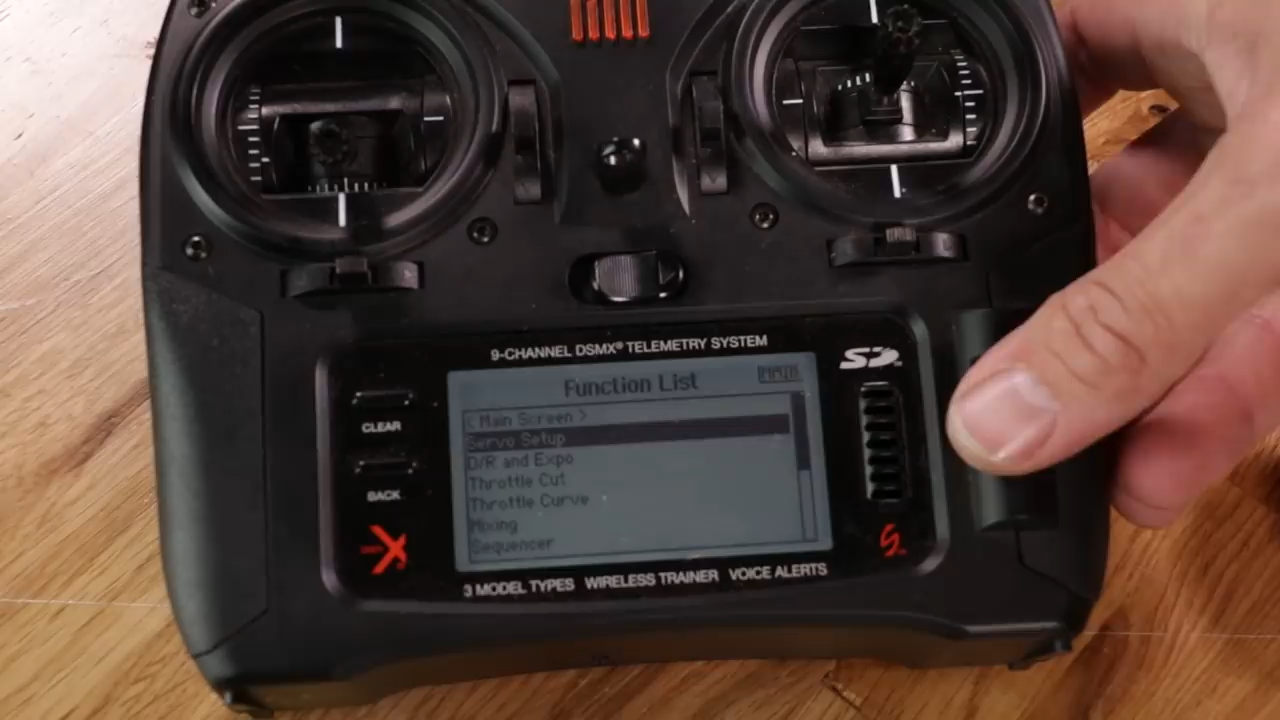 9-CHANNEL DSMX® TELEMETRY SYSTEM
Function List
< Main Screen >
Servo Setup
D/R and Expo
Throttle Cut
Throttle Curve
Mixing
Sequencer
CLEAR
BACK
SD
X
3 MODEL TYPES WIRELESS TRAINER VOICE ALERTS